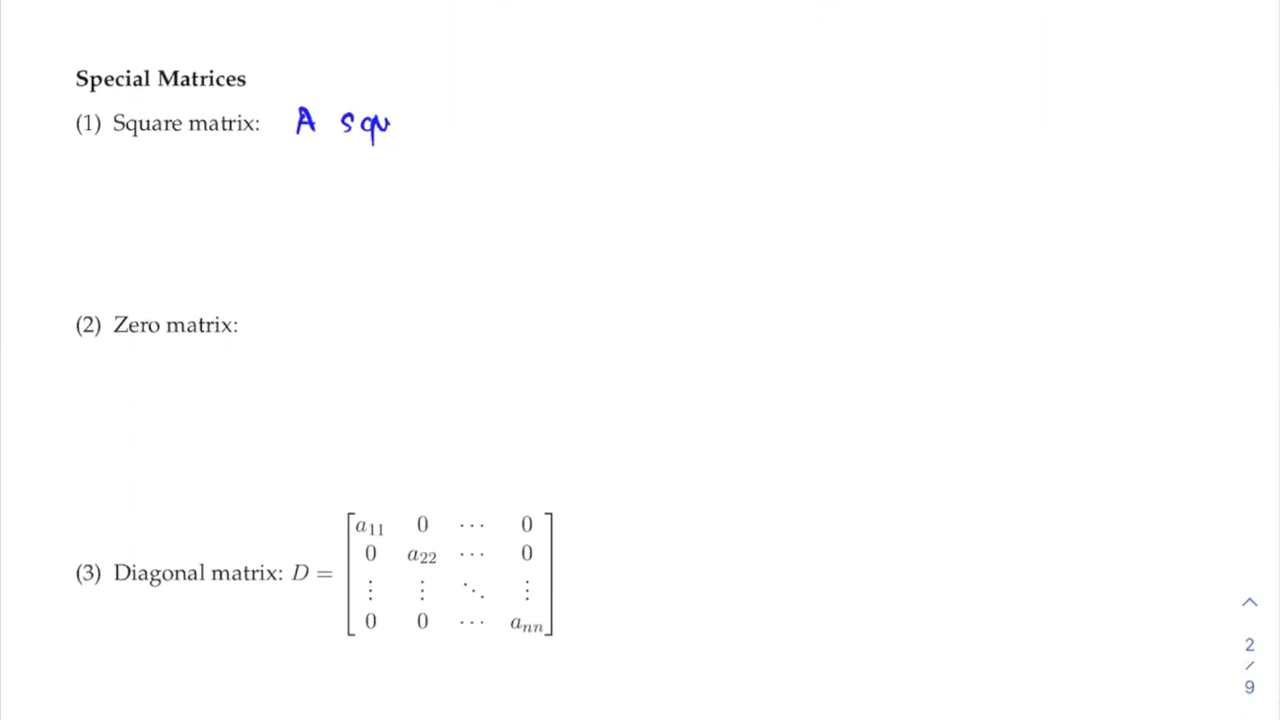 Special Matrices
(1) Square matrix: A squ
(2) Zero matrix:
a₁₁ 0 ⋯ 0
0 a₂₂ ⋯ 0
(3) Diagonal matrix: D =
⋮ ⋮ ⋱ ⋮
0 0 ⋯ aₙₙ
2
/
9